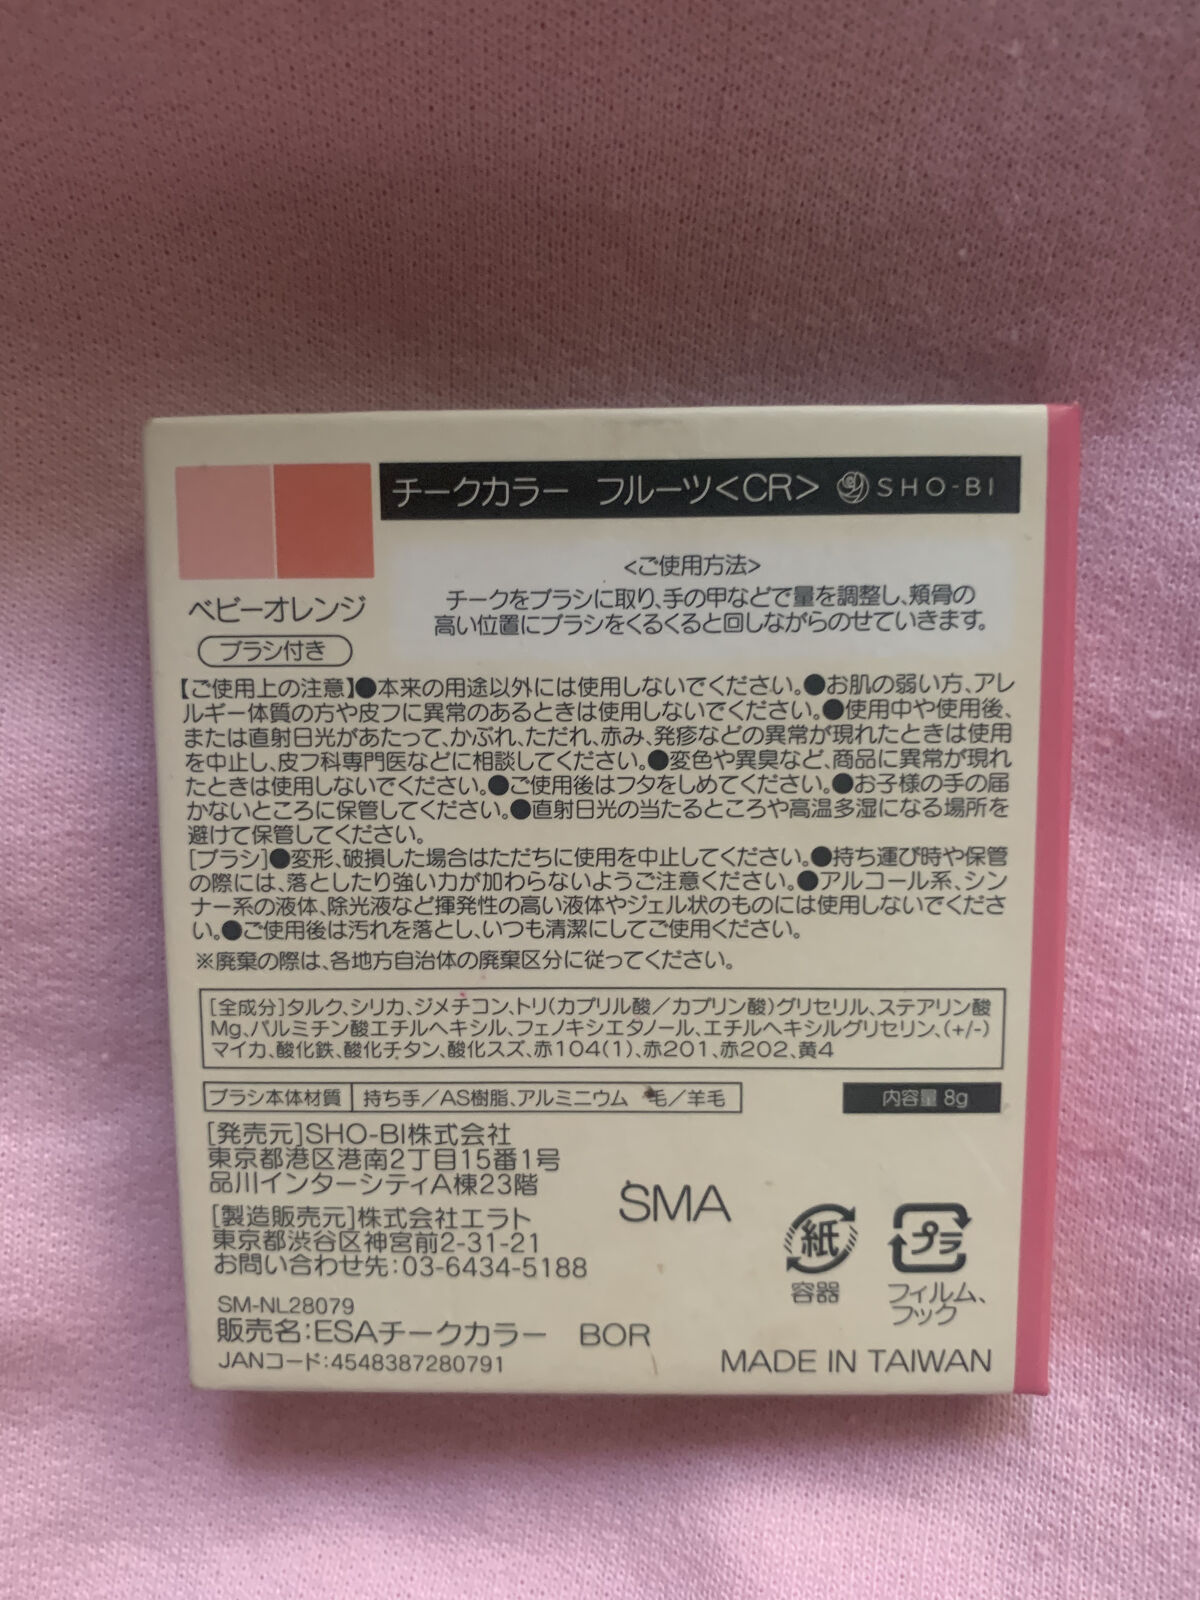 チークカラー フルーツ<CR> SHO-BI
ベビーオレンジ
ブラシ付き
<ご使用方法>
チークをブラシに取り、手の甲などで量を調整し、頬骨の
高い位置にブラシをくるくると回しながらのせていきます。
【ご使用上の注意】●本来の用途以外には使用しないでください。●お肌の弱い方、アレ
ルギー体質の方や皮フに異常のあるときは使用しないでください。●使用中や使用後、
または直射日光があたって、かぶれ、ただれ、赤み、発疹などの異常が現れたときは使用
を中止し、皮フ科専門医などに相談してください。●変色や異臭など、商品に異常が現れ
たときは使用しないでください。●ご使用後はフタをしめてください。●お子様の手の届
かないところに保管してください。●直射日光の当たるところや高温多湿になる場所を
避けて保管してください。
[ブラシ]●変形、破損した場合はただちに使用を中止してください。●持ち運び時や保管
の際には、落としたり強い力が加わらないようご注意ください。●アルコール系、シン
ナー系の液体、除光液など揮発性の高い液体やジェル状のものには使用しないでくださ
い。●ご使用後は汚れを落とし、いつも清潔にしてご使用ください。
※廃棄の際は、各地方自治体の廃棄区分に従ってください。
[全成分]タルク、シリカ、ジメチコン、トリ(カプリル酸/カプリン酸)グリセリル、ステアリン酸
Mg、パルミチン酸エチルヘキシル、フェノキシエタノール、エチルヘキシルグリセリン、(+/-)
マイカ、酸化鉄、酸化チタン、酸化スズ、赤104(1)、赤201、赤202、黄4
ブラシ本体材質 持ち手/AS樹脂、アルミニウム 毛/羊毛
内容量 8g
[発売元]SHO-BI株式会社
東京都港区港南2丁目15番1号
品川インターシティA棟23階
[製造販売元]株式会社エラト
東京都渋谷区神宮前2-31-21
お問い合わせ先:03-6434-5188
SMA
紙
容器
プラ
フィルム、
フック
SM-NL28079
販売名:ESAチークカラー BOR
JANコード:4548387280791
MADE IN TAIWAN